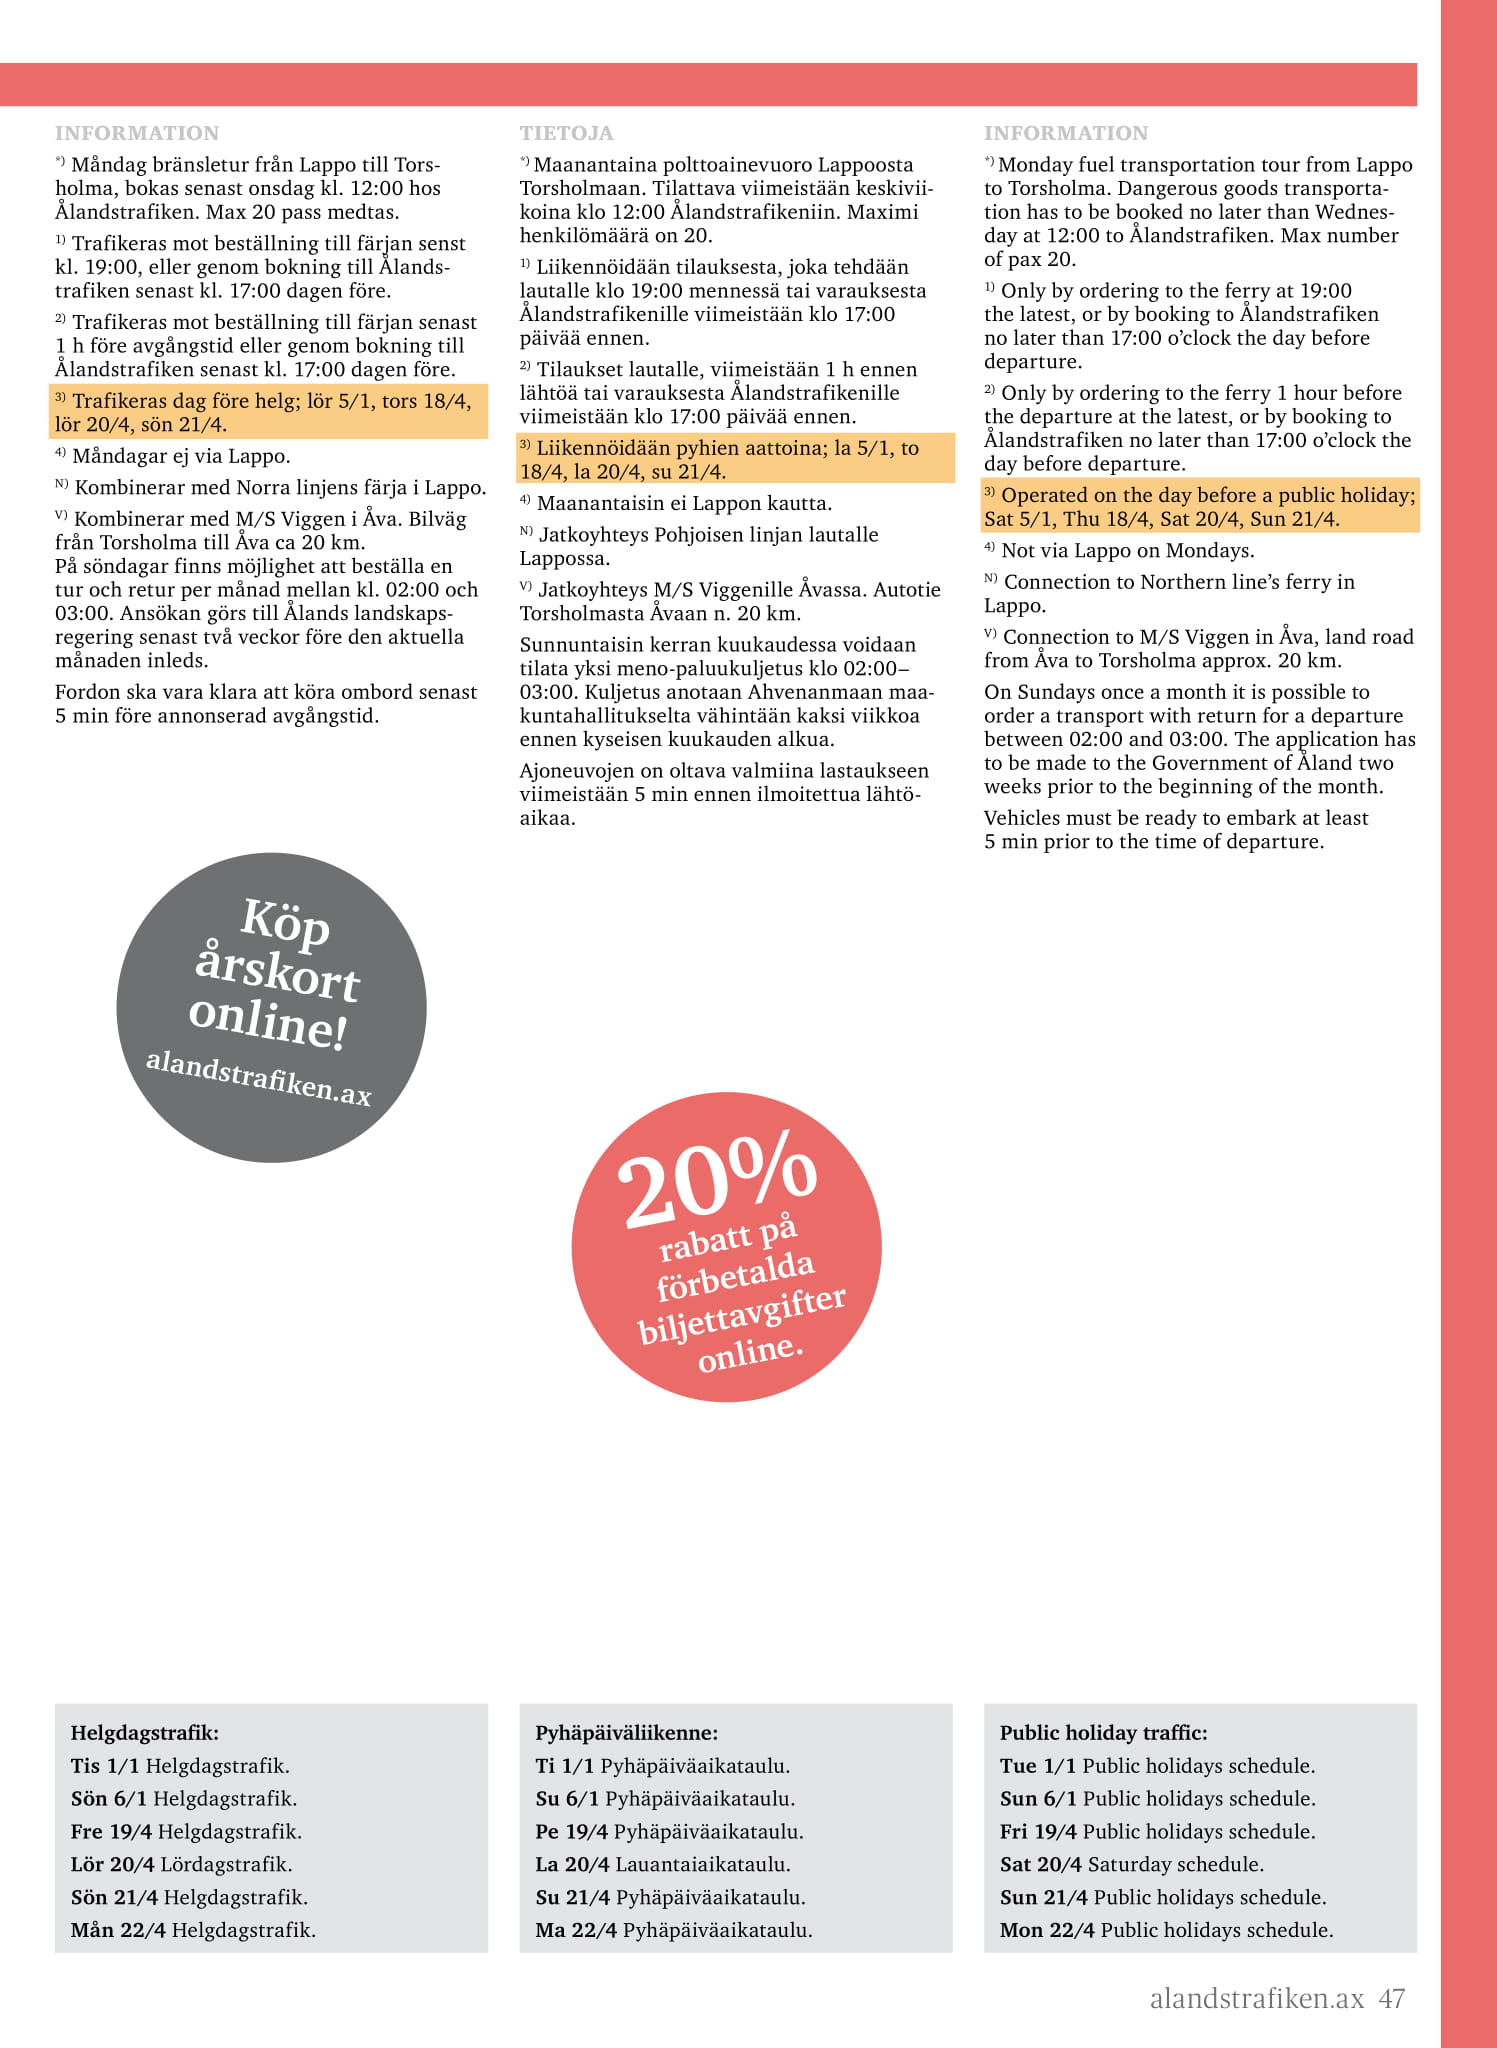 INFORMATION
*) Måndag bränsletur från Lappo till Tors-
holma, bokas senast onsdag kl. 12:00 hos
Ålandstrafiken. Max 20 pass medtas.
1) Trafikeras mot beställning till färjan senst
kl. 19:00, eller genom bokning till Ålands-
trafiken senast kl. 17:00 dagen före.
2) Trafikeras mot beställning till färjan senast
1 h före avgångstid eller genom bokning till
Ålandstrafiken senast kl. 17:00 dagen före.
3) Trafikeras dag före helg; lör 5/1, tors 18/4,
lör 20/4, sön 21/4.
4) Måndagar ej via Lappo.
N) Kombinerar med Norra linjens färja i Lappo.
V) Kombinerar med M/S Viggen i Åva. Bilväg
från Torsholma till Åva ca 20 km.
På söndagar finns möjlighet att beställa en
tur och retur per månad mellan kl. 02:00 och
03:00. Ansökan görs till Ålands landskaps-
regering senast två veckor före den aktuella
månaden inleds.
Fordon ska vara klara att köra ombord senast
5 min före annonserad avgångstid.
TIETOJA
*) Maanantaina polttoainevuoro Lappoosta
Torsholmaan. Tilattava viimeistään keskivii-
koina klo 12:00 Ålandstrafikeniin. Maximi
henkilömäärä on 20.
1) Liikennöidään tilauksesta, joka tehdään
lautalle klo 19:00 mennessä tai varauksesta
Ålandstrafikenille viimeistään klo 17:00
päivää ennen.
2) Tilaukset lautalle, viimeistään 1 h ennen
lähtöä tai varauksesta Ålandstrafikenille
viimeistään klo 17:00 päivää ennen.
3) Liikennöidään pyhien aattoina; la 5/1, to
18/4, la 20/4, su 21/4.
4) Maanantaisin ei Lappon kautta.
N) Jatkoyhteys Pohjoisen linjan lautalle
Lappossa.
V) Jatkoyhteys M/S Viggenille Åvassa. Autotie
Torsholmasta Åvaan n. 20 km.
Sunnuntaisin kerran kuukaudessa voidaan
tilata yksi meno-paluukuljetus klo 02:00–
03:00. Kuljetus anotaan Ahvenanmaan maa-
kuntahallitukselta vähintään kaksi viikkoa
ennen kyseisen kuukauden alkua.
Ajoneuvojen on oltava valmiina lastaukseen
viimeistään 5 min ennen ilmoitettua lähtö-
aikaa.
INFORMATION
*) Monday fuel transportation tour from Lappo
to Torsholma. Dangerous goods transporta-
tion has to be booked no later than Wednes-
day at 12:00 to Ålandstrafiken. Max number
of pax 20.
1) Only by ordering to the ferry at 19:00
the latest, or by booking to Ålandstrafiken
no later than 17:00 o’clock the day before
departure.
2) Only by ordering to the ferry 1 hour before
the departure at the latest, or by booking to
Ålandstrafiken no later than 17:00 o’clock the
day before departure.
3) Operated on the day before a public holiday;
Sat 5/1, Thu 18/4, Sat 20/4, Sun 21/4.
4) Not via Lappo on Mondays.
N) Connection to Northern line’s ferry in
Lappo.
V) Connection to M/S Viggen in Åva, land road
from Åva to Torsholma approx. 20 km.
On Sundays once a month it is possible to
order a transport with return for a departure
between 02:00 and 03:00. The application has
to be made to the Government of Åland two
weeks prior to the beginning of the month.
Vehicles must be ready to embark at least
5 min prior to the time of departure.
Köp
årskort
online!
alandstrafiken.ax
20%
rabatt på
förbetalda
biljettavgifter
online.
Helgdagstrafik:
Tis 1/1 Helgdagstrafik.
Sön 6/1 Helgdagstrafik.
Fre 19/4 Helgdagstrafik.
Lör 20/4 Lördagstrafik.
Sön 21/4 Helgdagstrafik.
Mån 22/4 Helgdagstrafik.
Pyhäpäiväliikenne:
Ti 1/1 Pyhäpäiväaikataulu.
Su 6/1 Pyhäpäiväaikataulu.
Pe 19/4 Pyhäpäiväaikataulu.
La 20/4 Lauantaiaikataulu.
Su 21/4 Pyhäpäiväaikataulu.
Ma 22/4 Pyhäpäiväaikataulu.
Public holiday traffic:
Tue 1/1 Public holidays schedule.
Sun 6/1 Public holidays schedule.
Fri 19/4 Public holidays schedule.
Sat 20/4 Saturday schedule.
Sun 21/4 Public holidays schedule.
Mon 22/4 Public holidays schedule.
alandstrafiken.ax 47